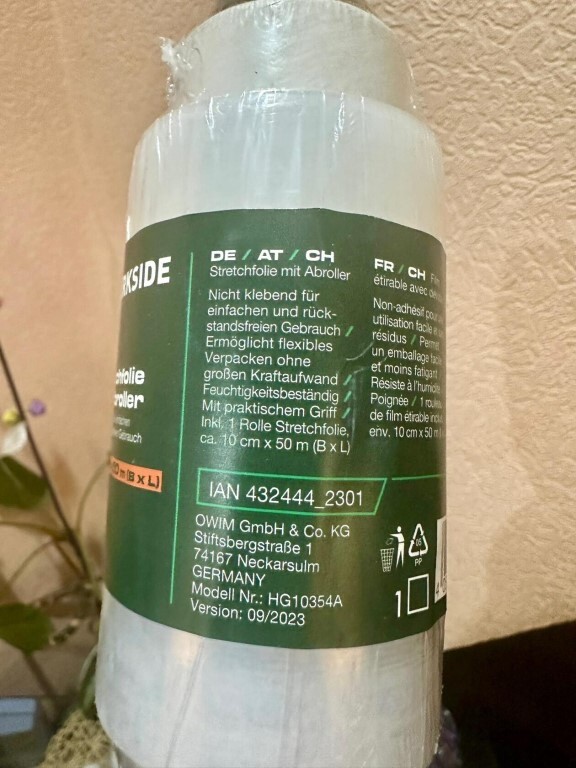 RKSIDE
chfolie
roller
Gebrauch
m (B x L)
DE / AT / CH
Stretchfolie mit Abroller
Nicht klebend für
einfachen und rück-
standsfreien Gebrauch /
Ermöglicht flexibles
Verpacken ohne
großen Kraftaufwand /
Feuchtigkeitsbeständig /
Mit praktischem Griff /
Inkl. 1 Rolle Stretchfolie,
ca. 10 cm x 50 m (B x L)
FR / CH Film
étirable avec
Non-adhésif pour
utilisation facile et
résidus / Permet
un emballage facile
et moins fatigant
Résiste à l'humidité
Poignée / 1 rouleau
de film étirable
env. 10 cm x 50 m
IAN 432444_2301
OWIM GmbH & Co. KG
Stiftsbergstraße 1
74167 Neckarsulm
GERMANY
Modell Nr.: HG10354A
Version: 09/2023
05
PP
1